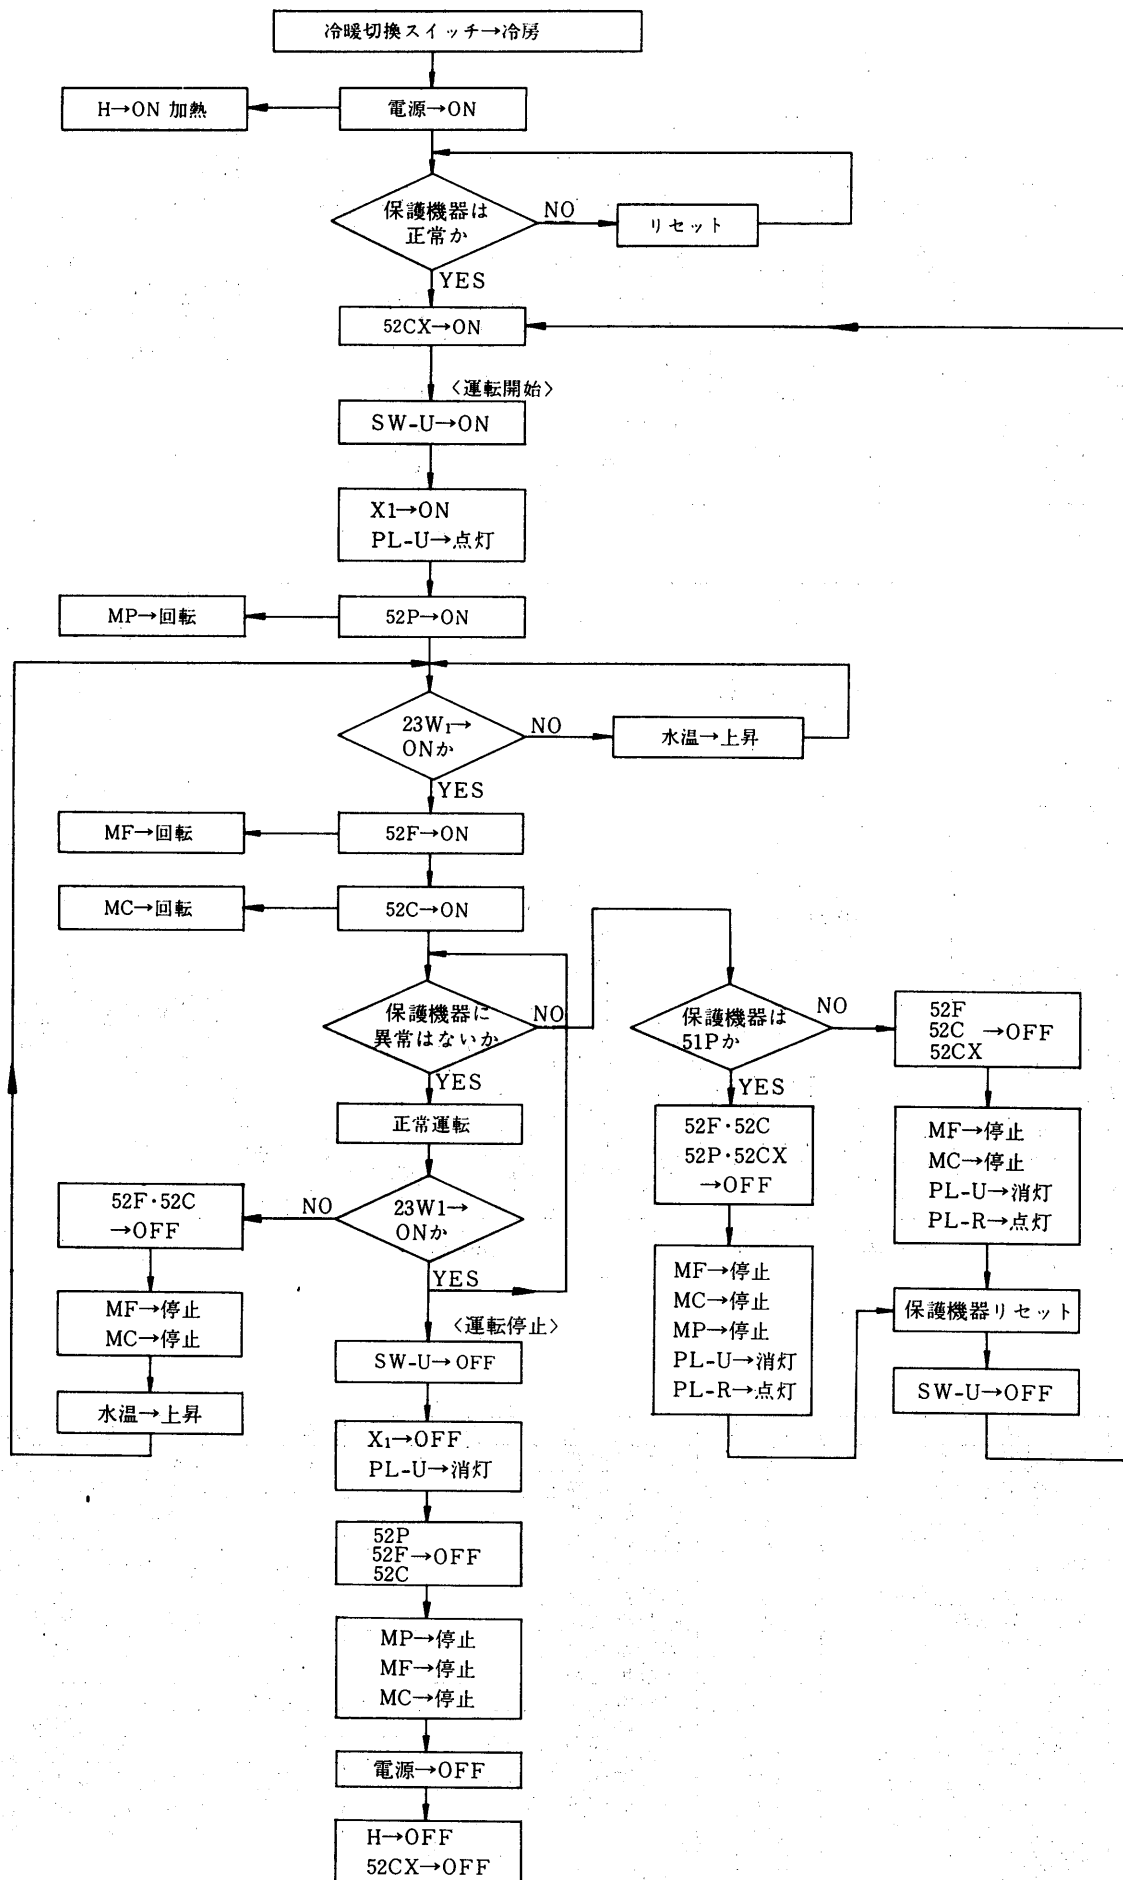 冷暖切換スイッチ→冷房
H→ON 加熱
電源→ON
保護機器は
正常か
NO
リセット
YES
52CX→ON
〈運転開始〉
SW-U→ON
X1→ON
PL-U→点灯
MP→回転
52P→ON
23W₁→
ONか
NO
水温→上昇
YES
MF→回転
52F→ON
MC→回転
52C→ON
保護機器に
異常はないか
NO
YES
正常運転
23W1→
ONか
NO
YES
52F・52C
→OFF
MF→停止
MC→停止
水温→上昇
保護機器は
51Pか
NO
YES
52F
52C →OFF
52CX
52F・52C
52P・52CX
→OFF
MF→停止
MC→停止
PL-U→消灯
PL-R→点灯
MF→停止
MC→停止
MP→停止
PL-U→消灯
PL-R→点灯
保護機器リセット
SW-U→OFF
〈運転停止〉
SW-U→OFF
X₁→OFF
PL-U→消灯
52P
52F→OFF
52C
MP→停止
MF→停止
MC→停止
電源→OFF
H→OFF
52CX→OFF